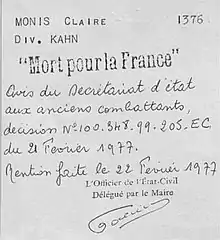 MONIS CLAIRE 1376
DIV. KAHN
"Mort pour la France"
Avis du Secrétariat d'état
aux anciens combattants,
décision No 100.348.99-205.EC
du 21 Février 1977.
Mention faite le 22 Février 1977
L'Officier de l'État-Civil
Délégué par le Maire